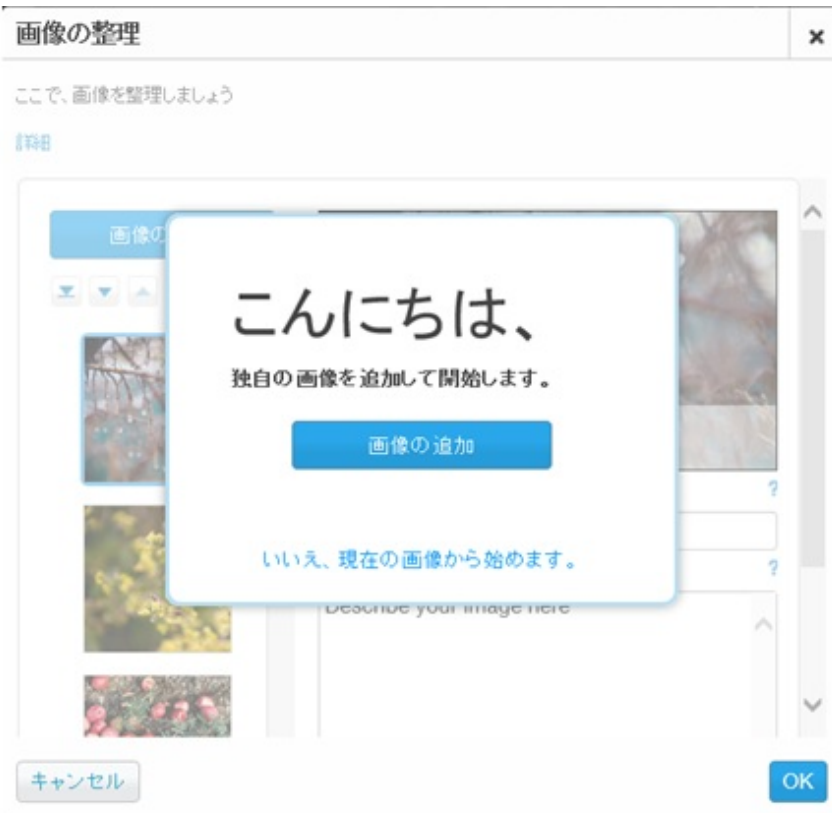 画像の整理
×
ここで、画像を整理しましょう
詳細
画像の
こんにちは、
独自の画像を追加して開始します。
画像の追加
いいえ、現在の画像から始めます。
?
?
Describe your image here
キャンセル
OK